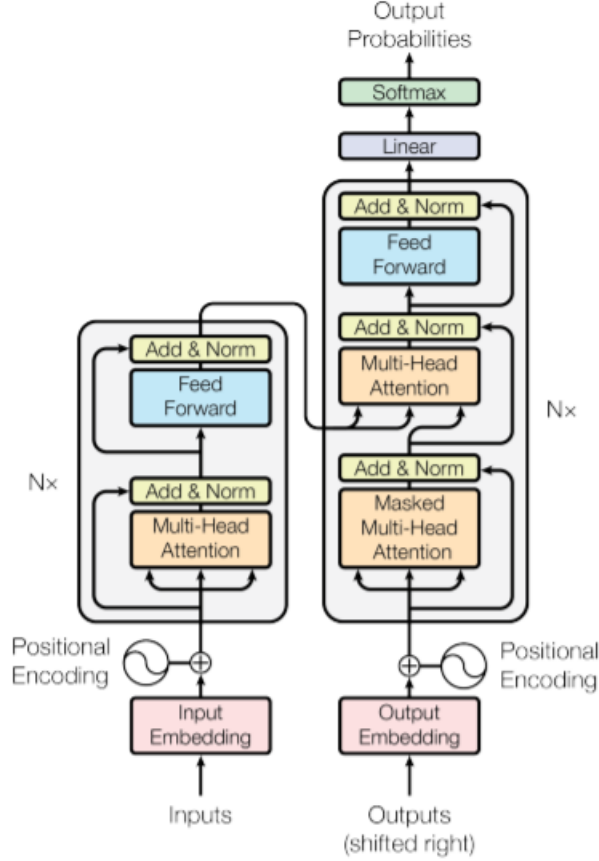 Output
Probabilities
Softmax
Linear
Add & Norm
Feed
Forward
Add & Norm
Multi-Head
Attention
Add & Norm
Masked
Multi-Head
Attention
N×
Add & Norm
Feed
Forward
Add & Norm
Multi-Head
Attention
N×
Positional
Encoding
Positional
Encoding
Input
Embedding
Output
Embedding
Inputs
Outputs
(shifted right)